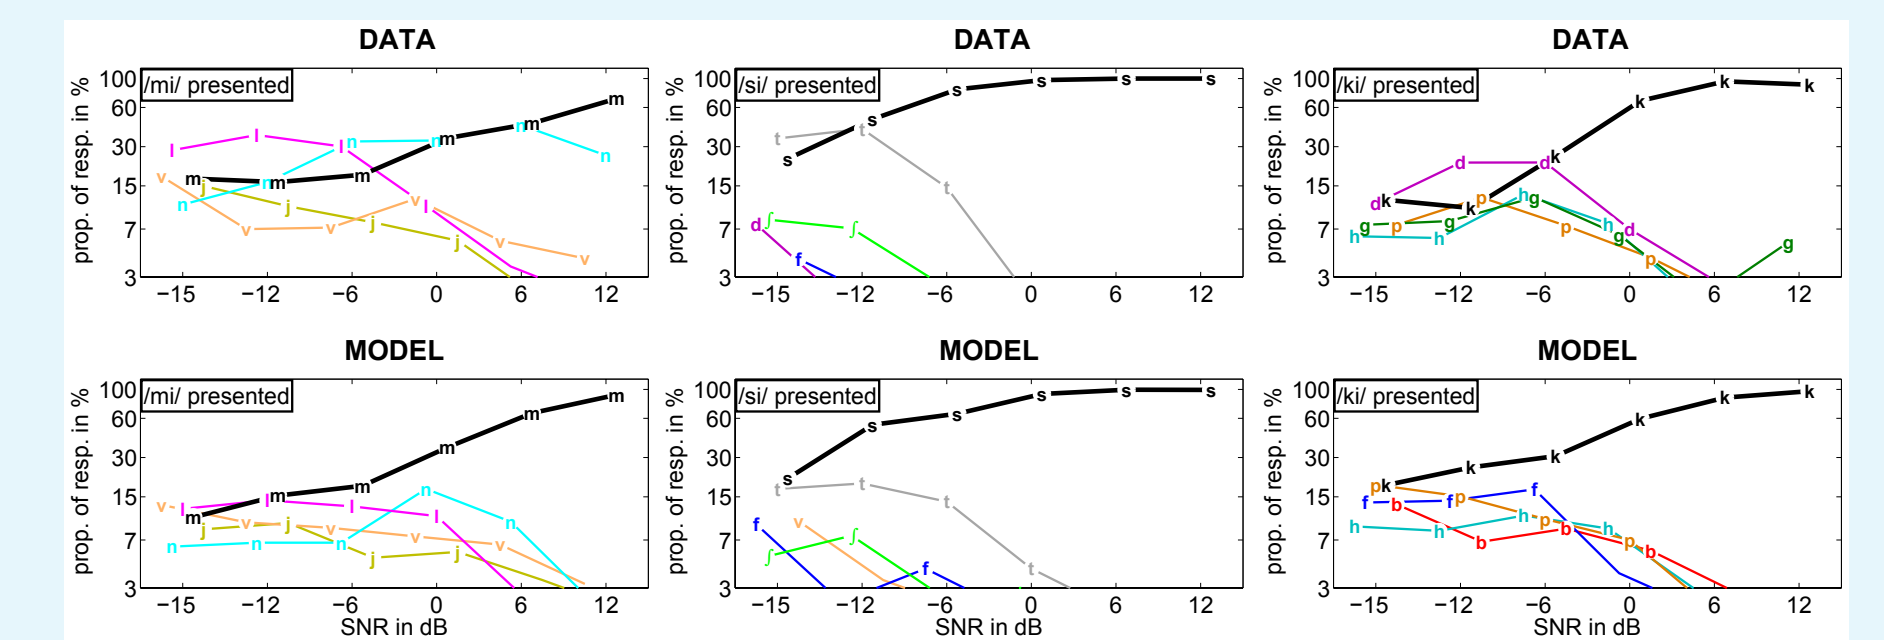 DATA DATA DATA
/mi/ presented /si/ presented /ki/ presented
prop. of resp. in % prop. of resp. in % prop. of resp. in %
100 100 100
60 60 60
30 30 30
15 15 15
7 7 7
3 3 3
m m m m m m
l l l l
n n n n n n
v v v v v v
j j j j
s s s s s s
t t t
ʃ ʃ
d
f
k k k k k k
d d d d
p p p p
g g g g
h h h h
−15 −12 −6 0 6 12 −15 −12 −6 0 6 12 −15 −12 −6 0 6 12
MODEL MODEL MODEL
/mi/ presented /si/ presented /ki/ presented
prop. of resp. in % prop. of resp. in % prop. of resp. in %
100 100 100
60 60 60
30 30 30
15 15 15
7 7 7
3 3 3
m m m m m m
l l l l
n n n n n
v v v v v
j j j j
s s s s s s
t t t t
f f
v
ʃ ʃ
k k k k k k
p p p p
f f f
b b b b
h h h h
−15 −12 −6 0 6 12 −15 −12 −6 0 6 12 −15 −12 −6 0 6 12
SNR in dB SNR in dB SNR in dB